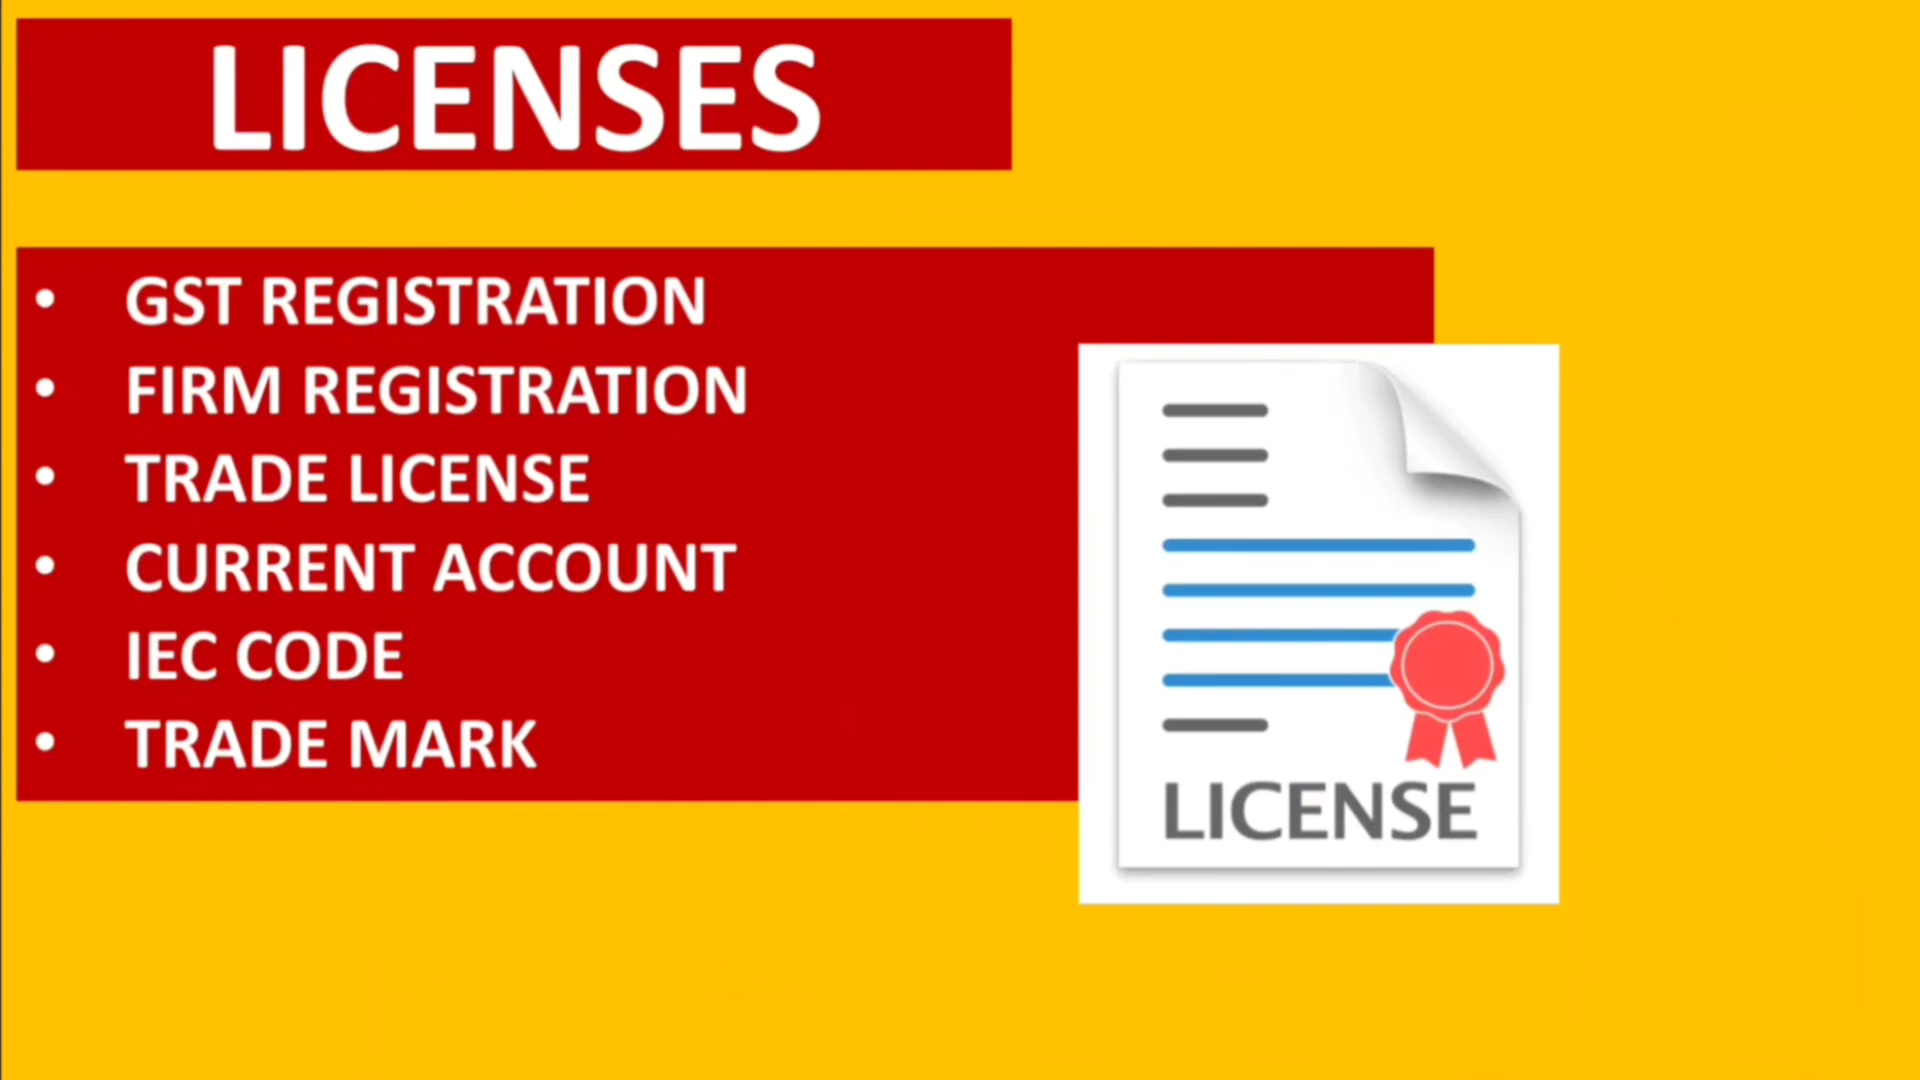 LICENSES
• GST REGISTRATION
• FIRM REGISTRATION
• TRADE LICENSE
• CURRENT ACCOUNT
• IEC CODE
• TRADE MARK
LICENSE